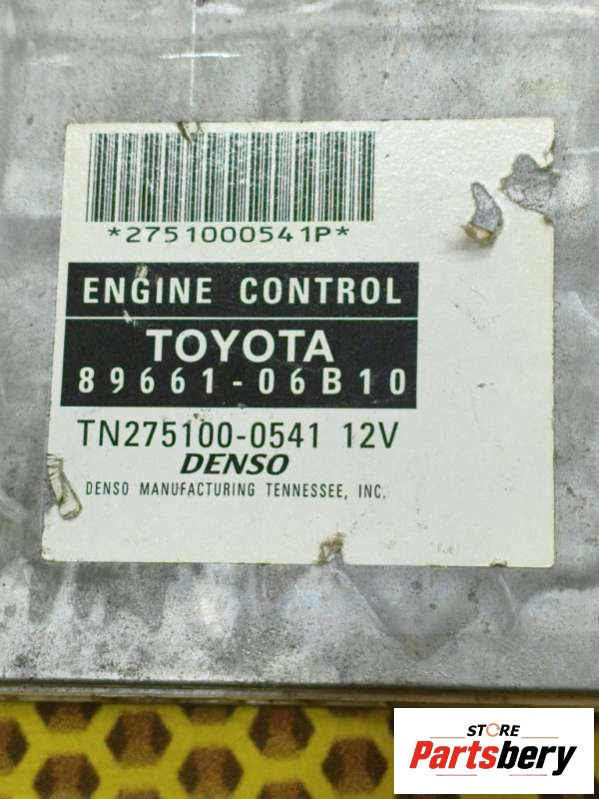 *2751000541P*
ENGINE CONTROL
TOYOTA
89661-06B10
TN275100-0541 12V
DENSO
DENSO MANUFACTURING TENNESSEE, INC.
STORE
Partsbery